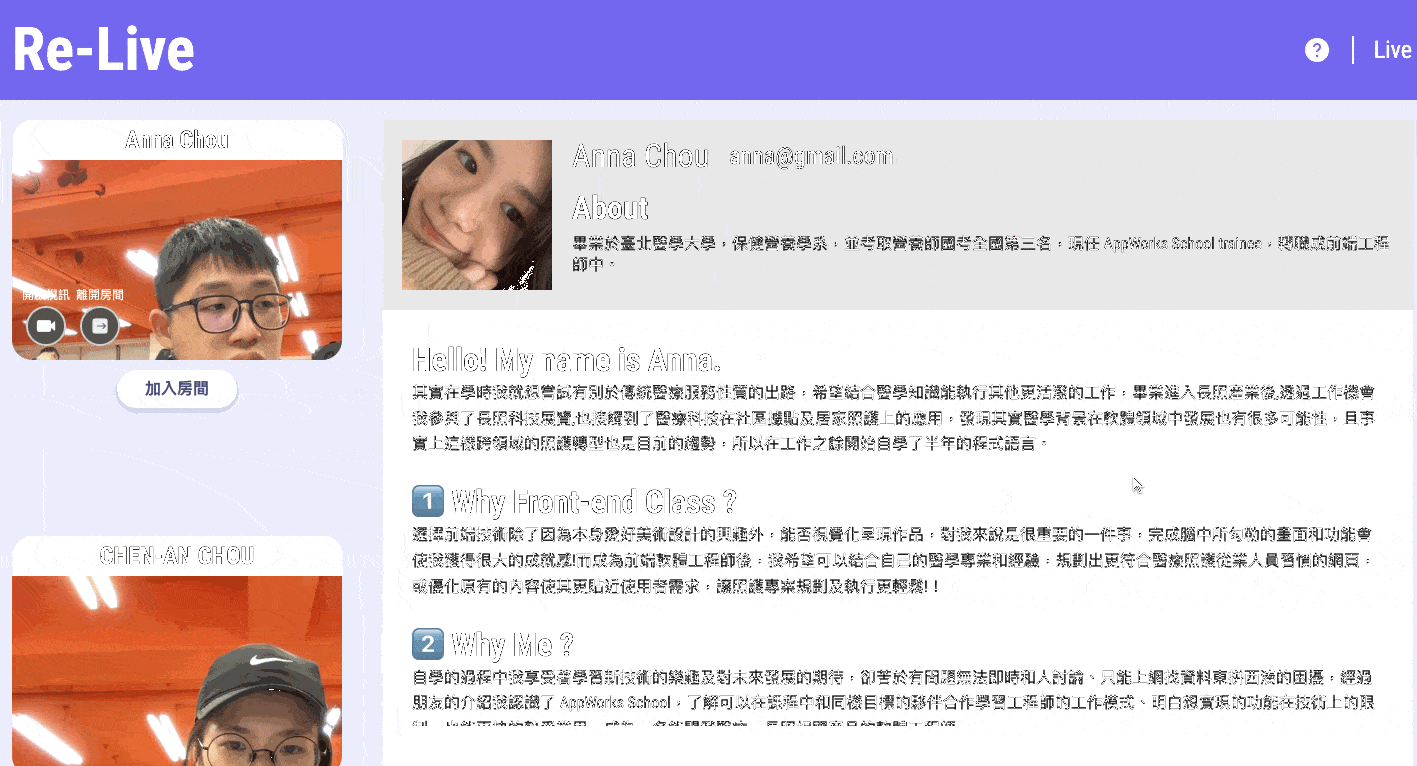 Re-Live
?
Live
Anna Chou
開啟視訊 離開房間
加入房間
CHEN-AN CHOU
Anna Chou anna@gmail.com
About
畢業於臺北醫學大學，保健營養學系，並考取營養師國考全國第三名，現任 AppWorks School trainee，轉職成前端工程
師中。
Hello! My name is Anna.
其實在學時我就想嘗試有別於傳統醫療服務性質的出路，希望結合醫學知識能執行其他更活潑的工作，畢業進入長照產業後,透過工作機會
我參與了長照科技展覽,也接觸到了醫療科技在社區據點及居家照護上的應用，發現其實醫學背景在軟體領域中發展也有很多可能性，且事
實上這樣跨領域的照護轉型也是目前的趨勢，所以在工作之餘開始自學了半年的程式語言。
1 Why Front-end Class ?
選擇前端技術除了因為本身愛好美術設計的興趣外，能否視覺化呈現作品，對我來說是很重要的一件事，完成腦中所勾勒的畫面和功能會
使我獲得很大的成就感!而成為前端軟體工程師後，我希望可以結合自己的醫學專業和經驗，規劃出更符合醫療照護從業人員習慣的網頁，
或優化原有的內容使其更貼近使用者需求，讓照護專案規劃及執行更輕鬆! !
2 Why Me ?
自學的過程中我享受著學習新技術的樂趣及對未來發展的期待，卻苦於有問題無法即時和人討論、只能上網找資料東拼西湊的困擾，經過
朋友的介紹我認識了 AppWorks School，了解可以在課程中和同樣目標的夥伴合作學習工程師的工作模式、明白想實現的功能在技術上的限